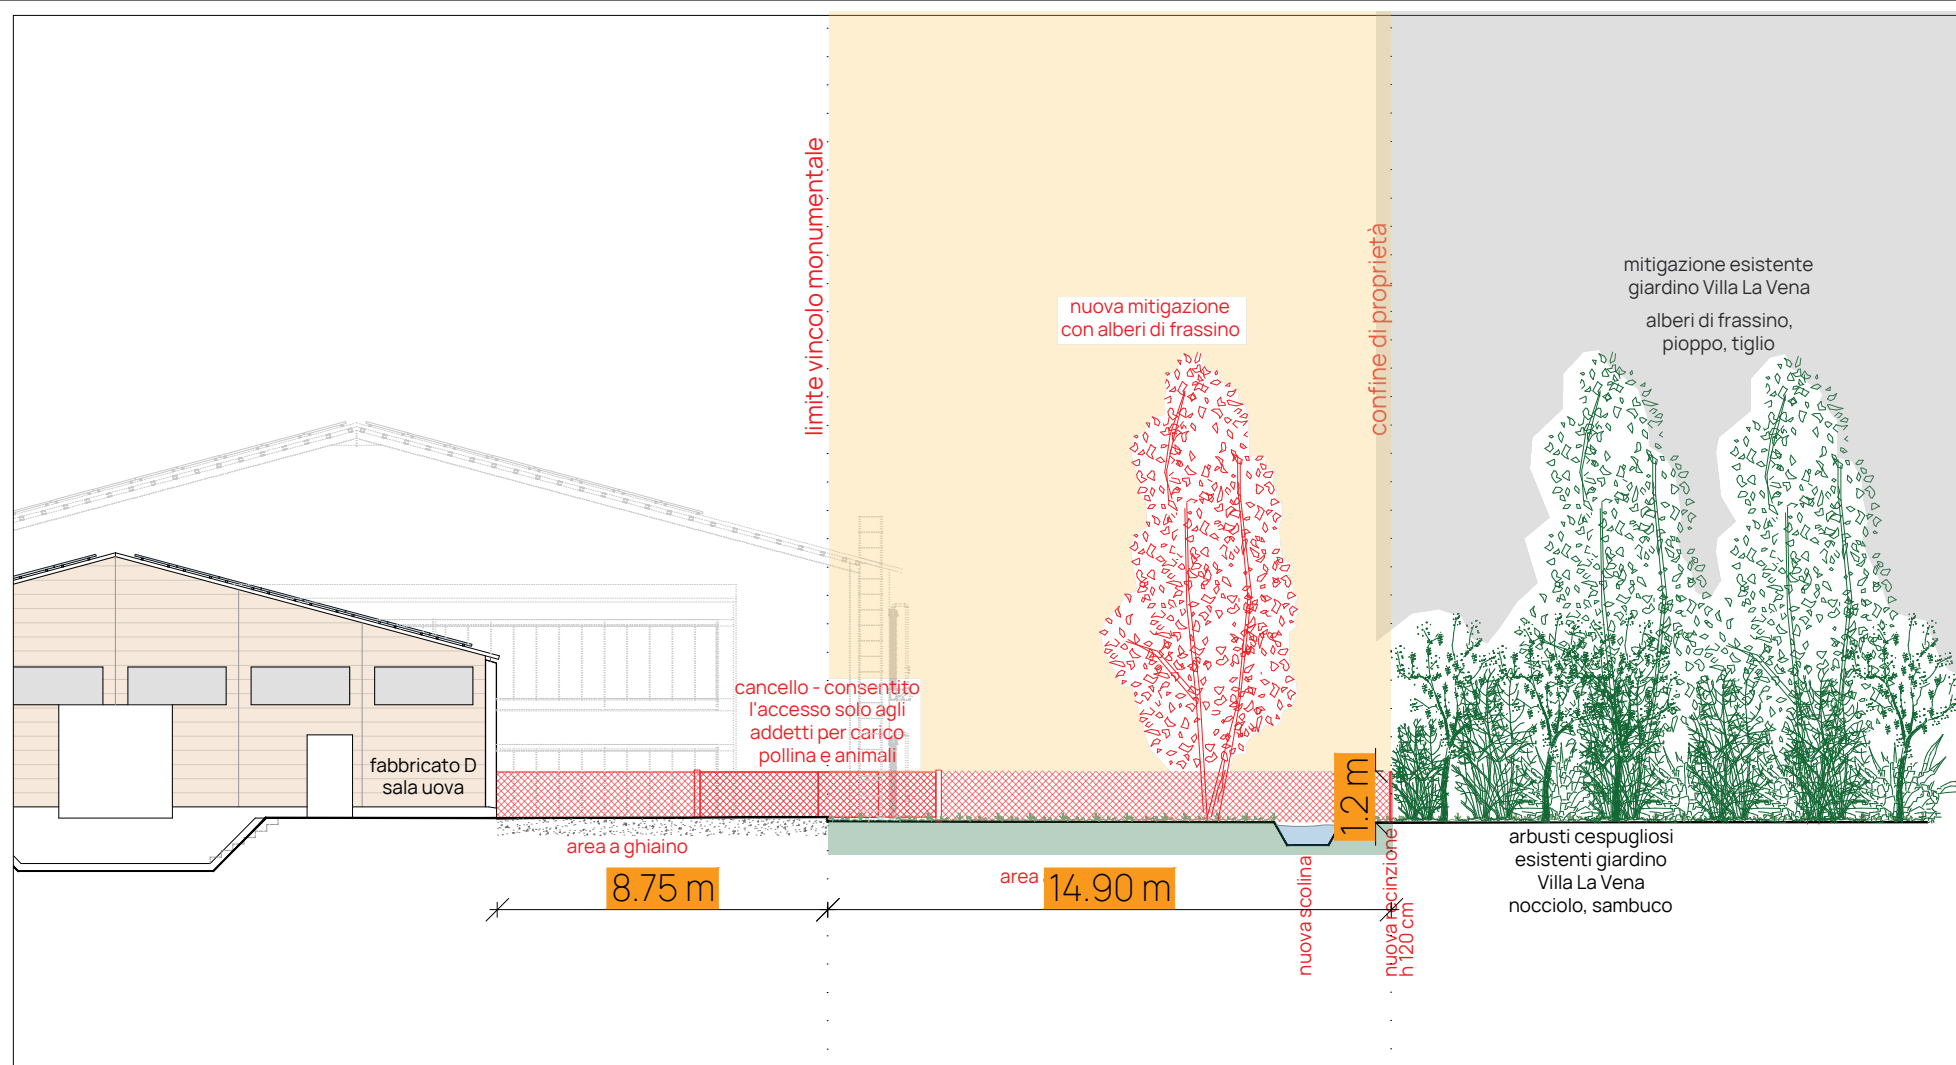 limite vincolo monumentale
confine di proprietà
mitigazione esistente
giardino Villa La Vena
alberi di frassino,
pioppo, tiglio
nuova mitigazione
con alberi di frassino
cancello - consentito
l'accesso solo agli
addetti per carico
pollina e animali
fabbricato D
sala uova
1.2 m
area a ghiaino
area
8.75 m
14.90 m
nuova scolina
nuova recinzione
h 120 cm
arbusti cespugliosi
esistenti giardino
Villa La Vena
nocciolo, sambuco